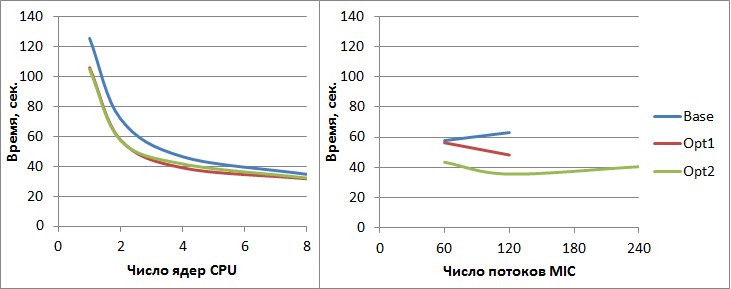 Время, сек.
140
120
100
80
60
40
20
0
0 2 4 6 8
Число ядер CPU
Время, сек.
140
120
100
80
60
40
20
0
0 60 120 180 240
Число потоков MIC
Base
Opt1
Opt2